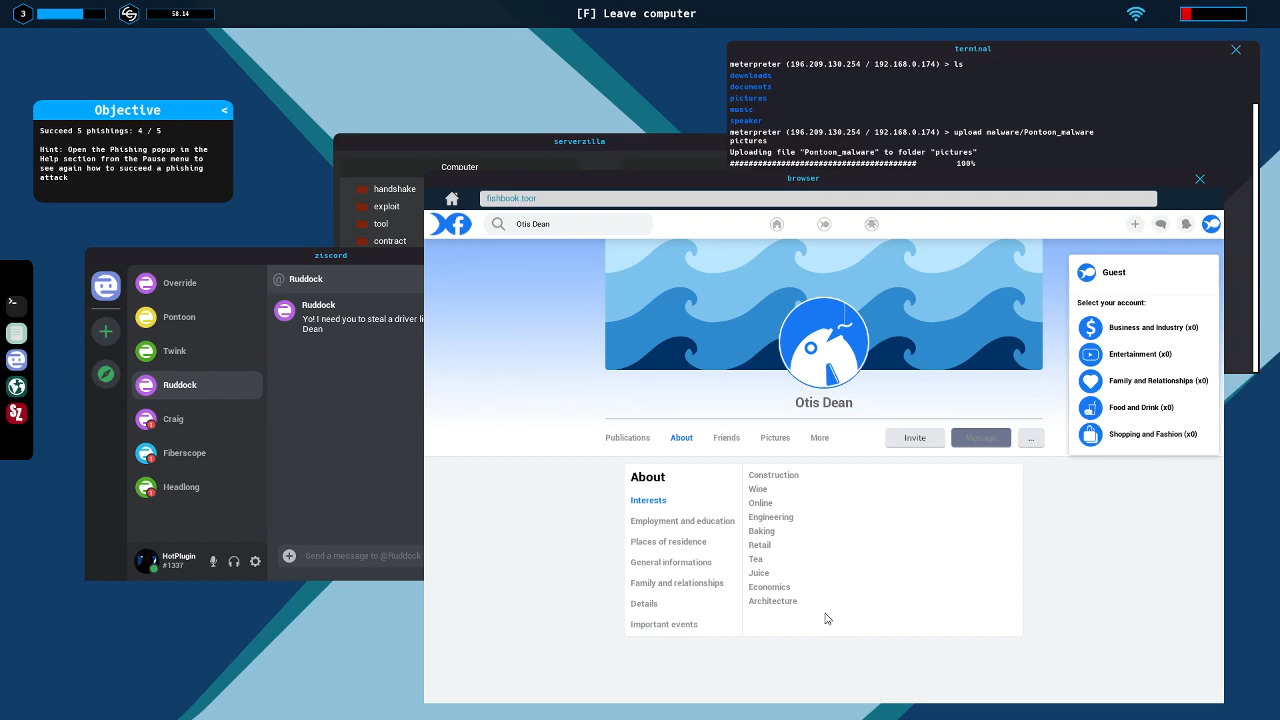 3
58.14
[F] Leave computer
Objective
<
Succeed 5 phishings: 4 / 5
Hint: Open the Phishing popup in the
Help section from the Pause menu to
see again how to succeed a phishing
attack
terminal
meterpreter (196.209.130.254 / 192.168.0.174) > ls
downloads
documents
pictures
music
speaker
meterpreter (196.209.130.254 / 192.168.0.174) > upload malware/Pontoon_malware
pictures
Uploading file "Pontoon_malware" to folder "pictures"
100%
serverzilla
Computer
handshake
exploit
tool
contract
ziscord
Override
Pontoon
Twink
Ruddock
Craig
1
Fiberscope
1
Headlong
1
HotPlugin
#1337
@ Ruddock
Ruddock
Yo! I need you to steal a driver li
Dean
Send a message to @Ruddock
browser
fishbook.toor
Otis Dean
Otis Dean
Publications
About
Friends
Pictures
More
Invite
Message
...
About
Interests
Employment and education
Places of residence
General informations
Family and relationships
Details
Important events
Construction
Wine
Online
Engineering
Baking
Retail
Tea
Juice
Economics
Architecture
Guest
Select your account:
Business and Industry (x0)
Entertainment (x0)
Family and Relationships (x0)
Food and Drink (x0)
Shopping and Fashion (x0)